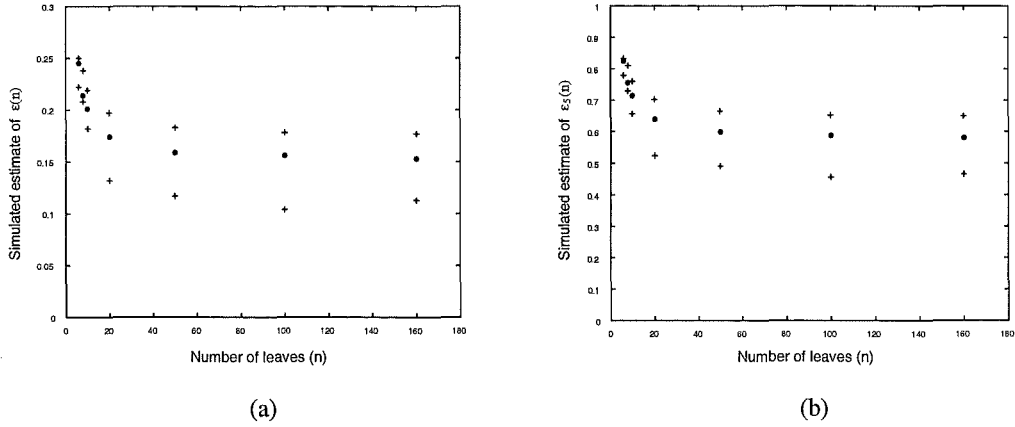 0.3
0.25
0.2
0.15
0.1
0.05
0
0 20 40 60 80 100 120 140 160 180
Simulated estimate of ε(n)
Number of leaves (n)
(a)
1
0.9
0.8
0.7
0.6
0.5
0.4
0.3
0.2
0.1
0
0 20 40 60 80 100 120 140 160 180
Simulated estimate of ε₅(n)
Number of leaves (n)
(b)